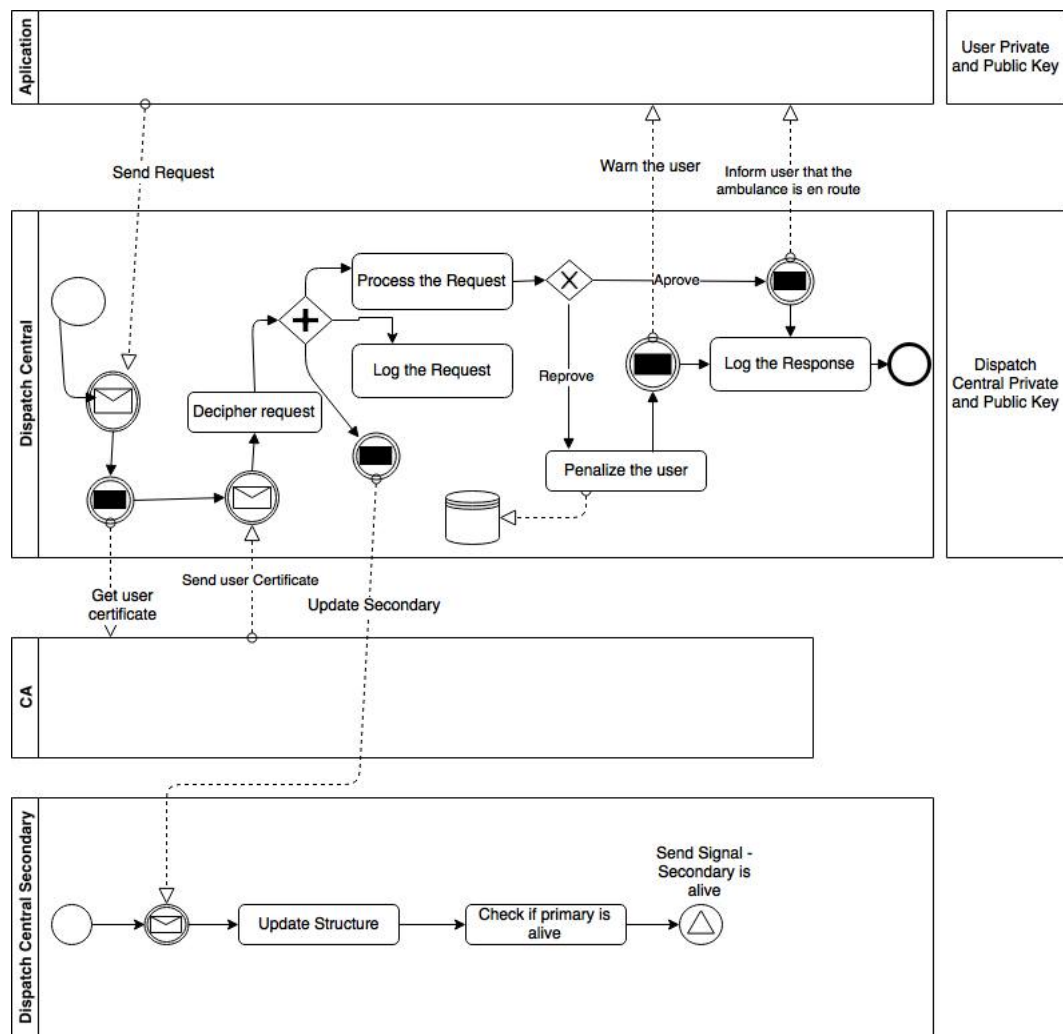 Aplication
User Private
and Public Key
Send Request
Warn the user
Inform user that the
ambulance is en route
Dispatch Central
Process the Request
Aprove
Log the Request
Reprove
Log the Response
Decipher request
Penalize the user
Dispatch
Central Private
and Public Key
Get user
certificate
Send user Certificate
Update Secondary
CA
Dispatch Central Secondary
Send Signal -
Secondary is
alive
Update Structure
Check if primary is
alive